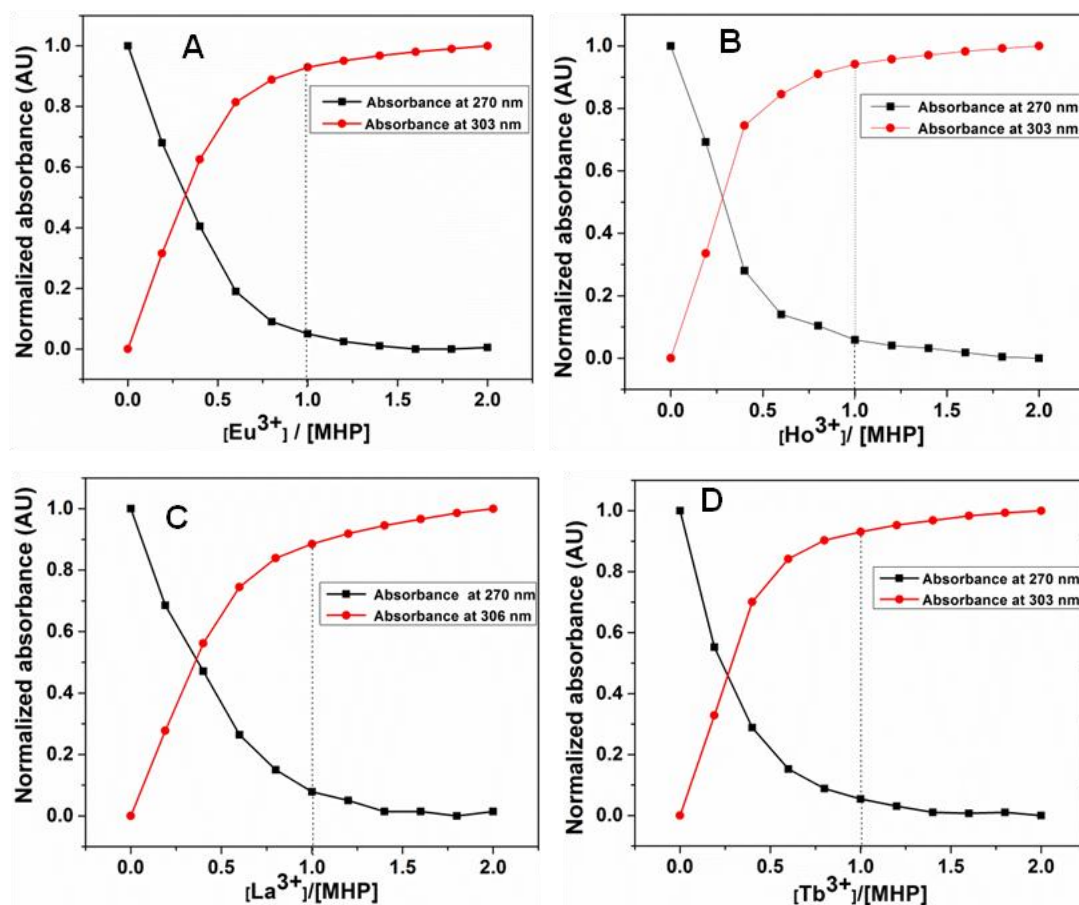 A
Normalized absorbance (AU)
1.0
0.8
0.6
0.4
0.2
0.0
Absorbance at 270 nm
Absorbance at 303 nm
0.0 0.5 1.0 1.5 2.0
[Eu3+] / [MHP]
B
Normalized absorbance (AU)
1.0
0.8
0.6
0.4
0.2
0.0
Absorbance at 270 nm
Absorbance at 303 nm
0.0 0.5 1.0 1.5 2.0
[Ho3+]/ [MHP]
C
Normalized absorbance (AU)
1.0
0.8
0.6
0.4
0.2
0.0
Absorbance at 270 nm
Absorbance at 306 nm
0.0 0.5 1.0 1.5 2.0
[La3+]/[MHP]
D
Normalized absorbance (AU)
1.0
0.8
0.6
0.4
0.2
0.0
Absorbance at 270 nm
Absorbance at 303 nm
0.0 0.5 1.0 1.5 2.0
[Tb3+]/[MHP]